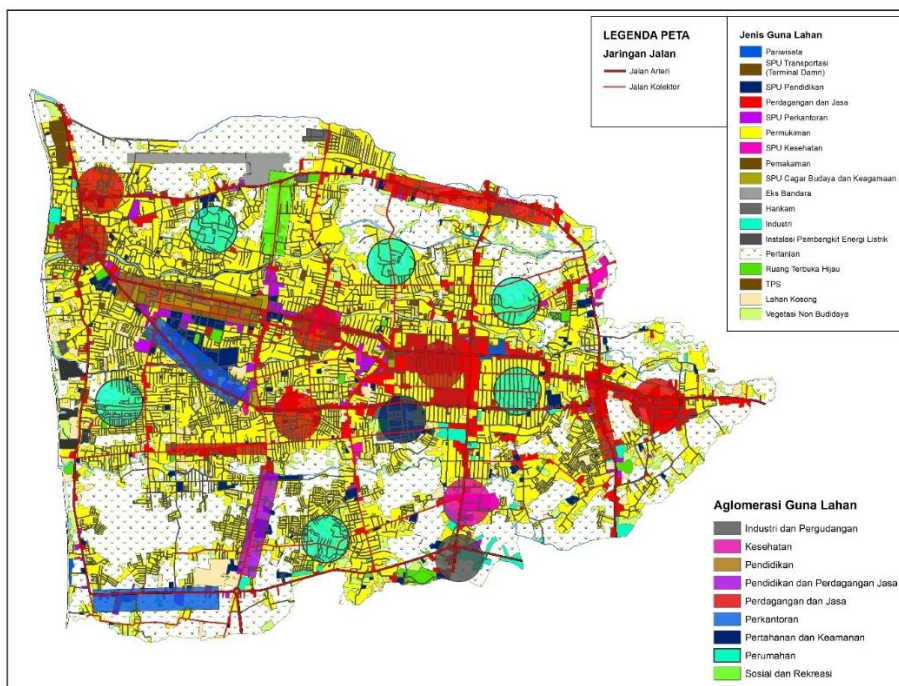 LEGENDA PETA
Jaringan Jalan
Jalan Arteri
Jalan Kolektor
Jenis Guna Lahan
Pariwisata
SPU Transportasi
(Terminal Damri)
SPU Pendidikan
Perdagangan dan Jasa
SPU Perkantoran
Permukiman
SPU Kesehatan
Pemakaman
SPU Cagar Budaya dan Keagamaan
Eks Bandara
Hankam
Industri
Instalasi Pembangkit Energi Listrik
Pertanian
Ruang Terbuka Hijau
TPS
Lahan Kosong
Vegetasi Non Budidaya
Aglomerasi Guna Lahan
Industri dan Pergudangan
Kesehatan
Pendidikan
Pendidikan dan Perdagangan Jasa
Perdagangan dan Jasa
Perkantoran
Pertahanan dan Keamanan
Perumahan
Sosial dan Rekreasi